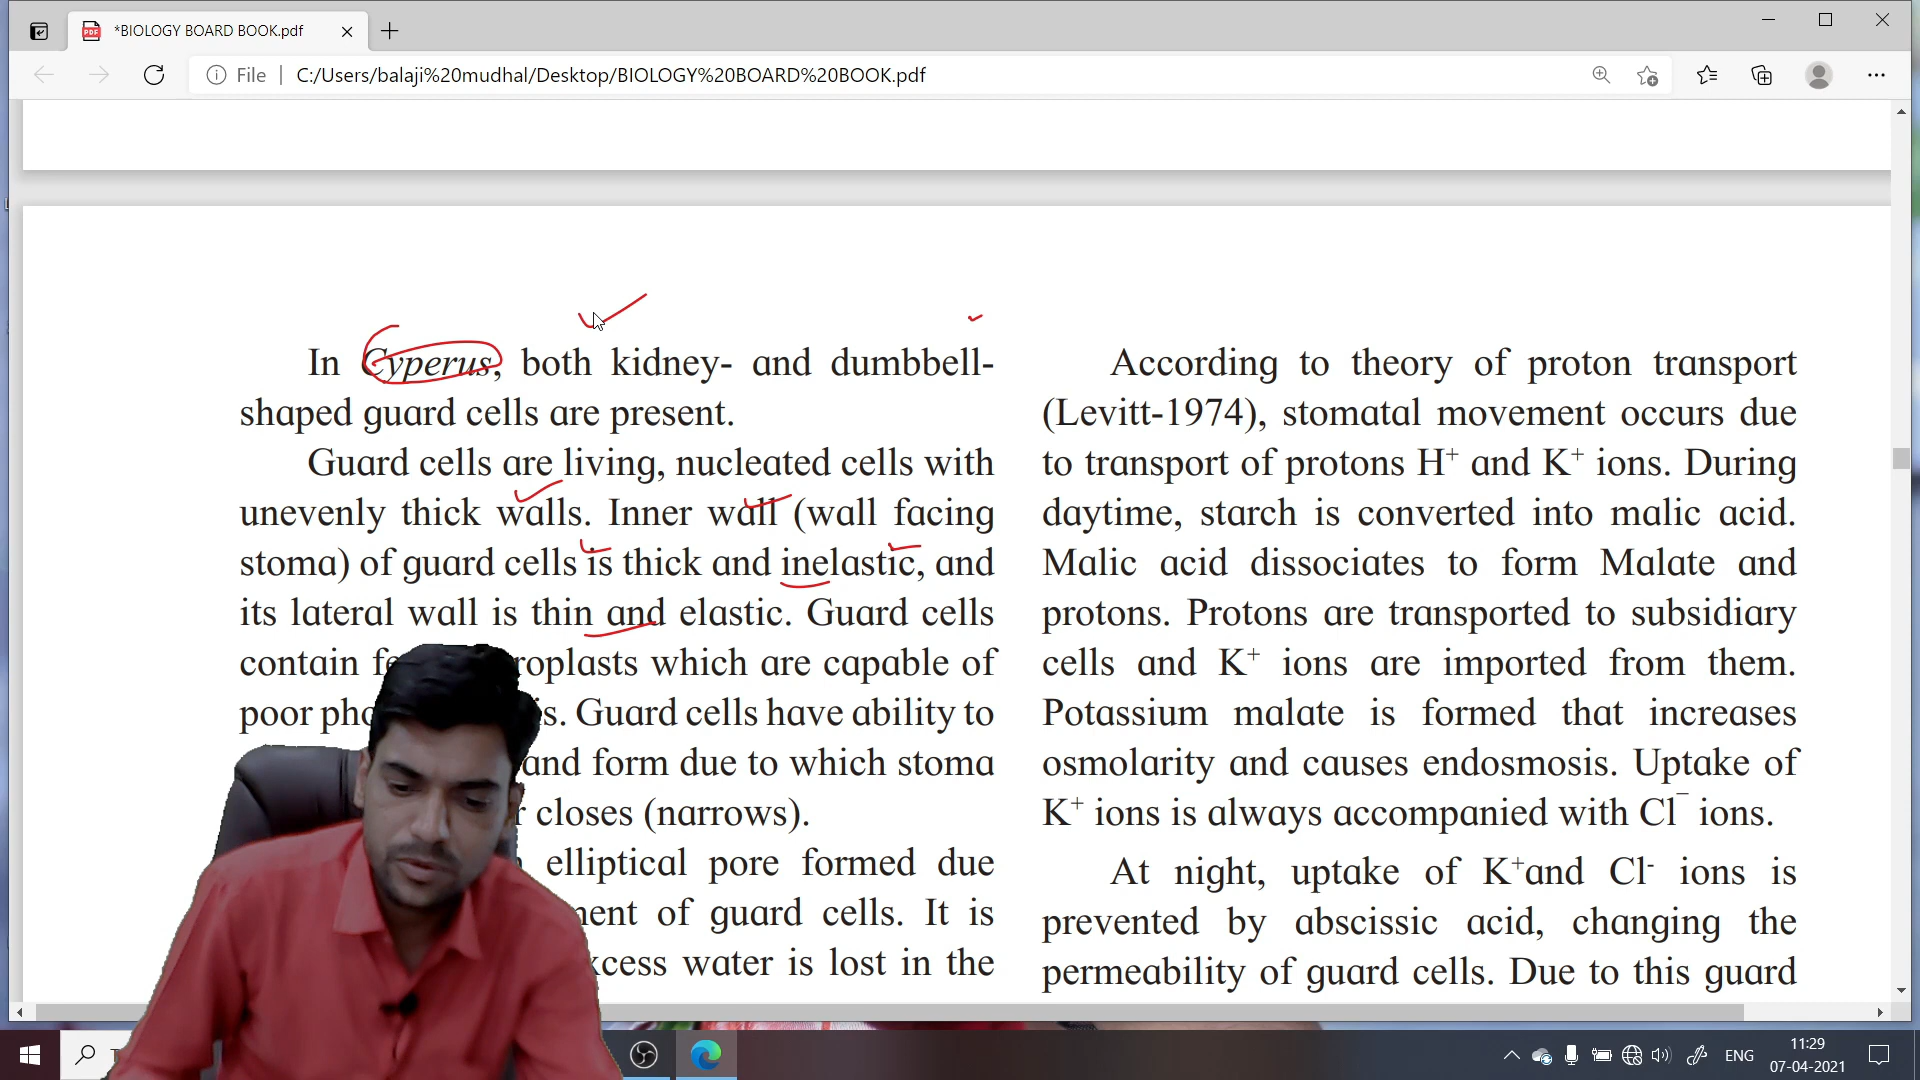 *BIOLOGY BOARD BOOK.pdf
File
C:/Users/balaji%20mudhal/Desktop/BIOLOGY%20BOARD%20BOOK.pdf
In Cyperus, both kidney- and dumbbell-
shaped guard cells are present.
Guard cells are living, nucleated cells with
unevenly thick walls. Inner wall (wall facing
stoma) of guard cells is thick and inelastic, and
its lateral wall is thin and elastic. Guard cells
contain which are capable of
poor Guard cells have ability to
and form due to which stoma
closes (narrows).
elliptical pore formed due
of guard cells. It is
water is lost in the
According to theory of proton transport
(Levitt-1974), stomatal movement occurs due
to transport of protons H⁺ and K⁺ ions. During
daytime, starch is converted into malic acid.
Malic acid dissociates to form Malate and
protons. Protons are transported to subsidiary
cells and K⁺ ions are imported from them.
Potassium malate is formed that increases
osmolarity and causes endosmosis. Uptake of
K⁺ ions is always accompanied with Cl⁻ ions.
At night, uptake of K⁺and Cl⁻ ions is
prevented by abscissic acid, changing the
permeability of guard cells. Due to this guard
ENG
11:29
07-04-2021